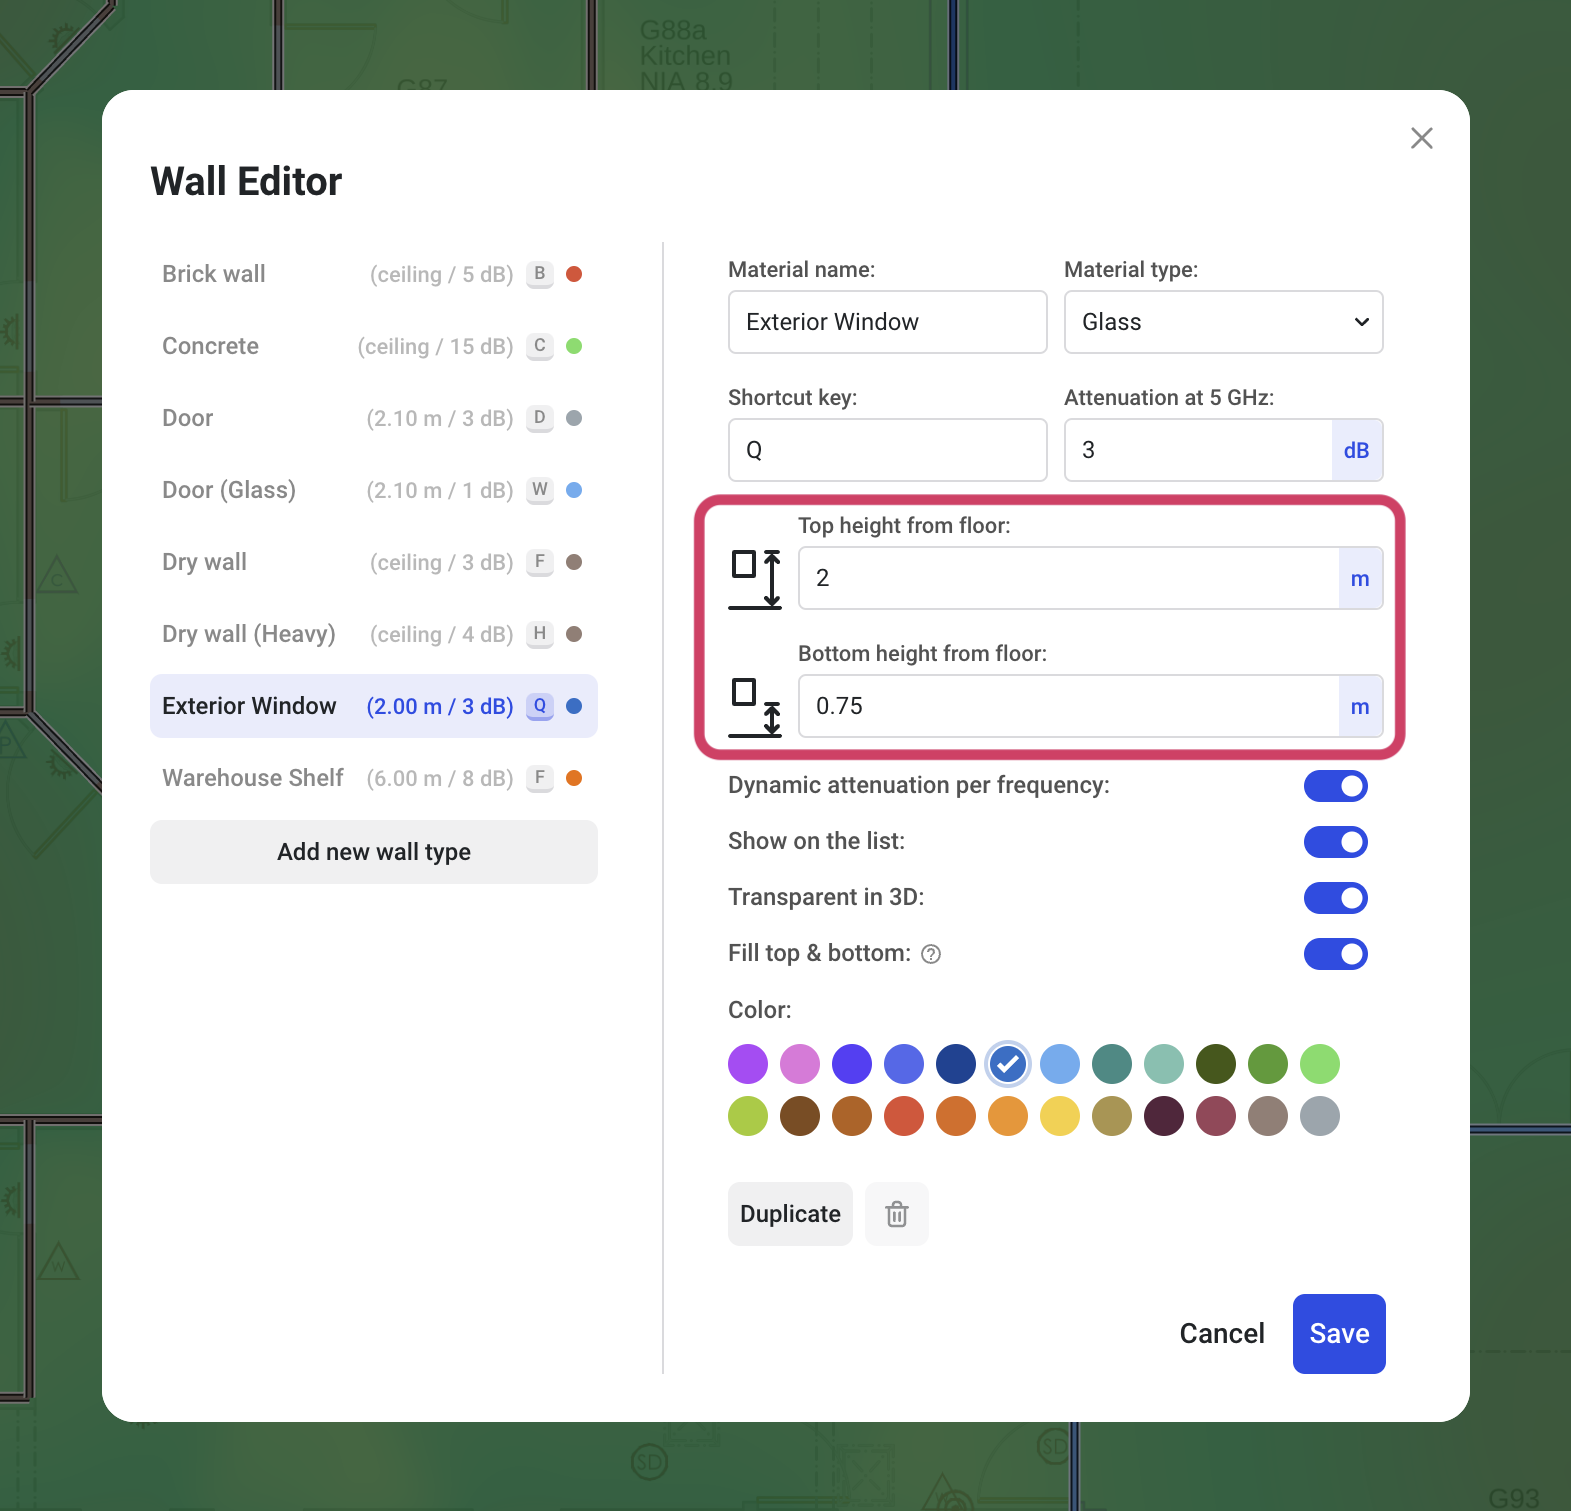 G88a
Kitchen
NIA 8.9
G87
Wall Editor
Brick wall (ceiling / 5 dB) B
Concrete (ceiling / 15 dB) C
Door (2.10 m / 3 dB) D
Door (Glass) (2.10 m / 1 dB) W
Dry wall (ceiling / 3 dB) F
Dry wall (Heavy) (ceiling / 4 dB) H
Exterior Window (2.00 m / 3 dB) Q
Warehouse Shelf (6.00 m / 8 dB) F
Add new wall type
Material name:
Exterior Window
Material type:
Glass
Shortcut key:
Q
Attenuation at 5 GHz:
3 dB
Top height from floor:
2 m
Bottom height from floor:
0.75 m
Dynamic attenuation per frequency:
Show on the list:
Transparent in 3D:
Fill top & bottom: ?
Color:
Duplicate
Cancel
Save
C
P
W
SD
SD
G93